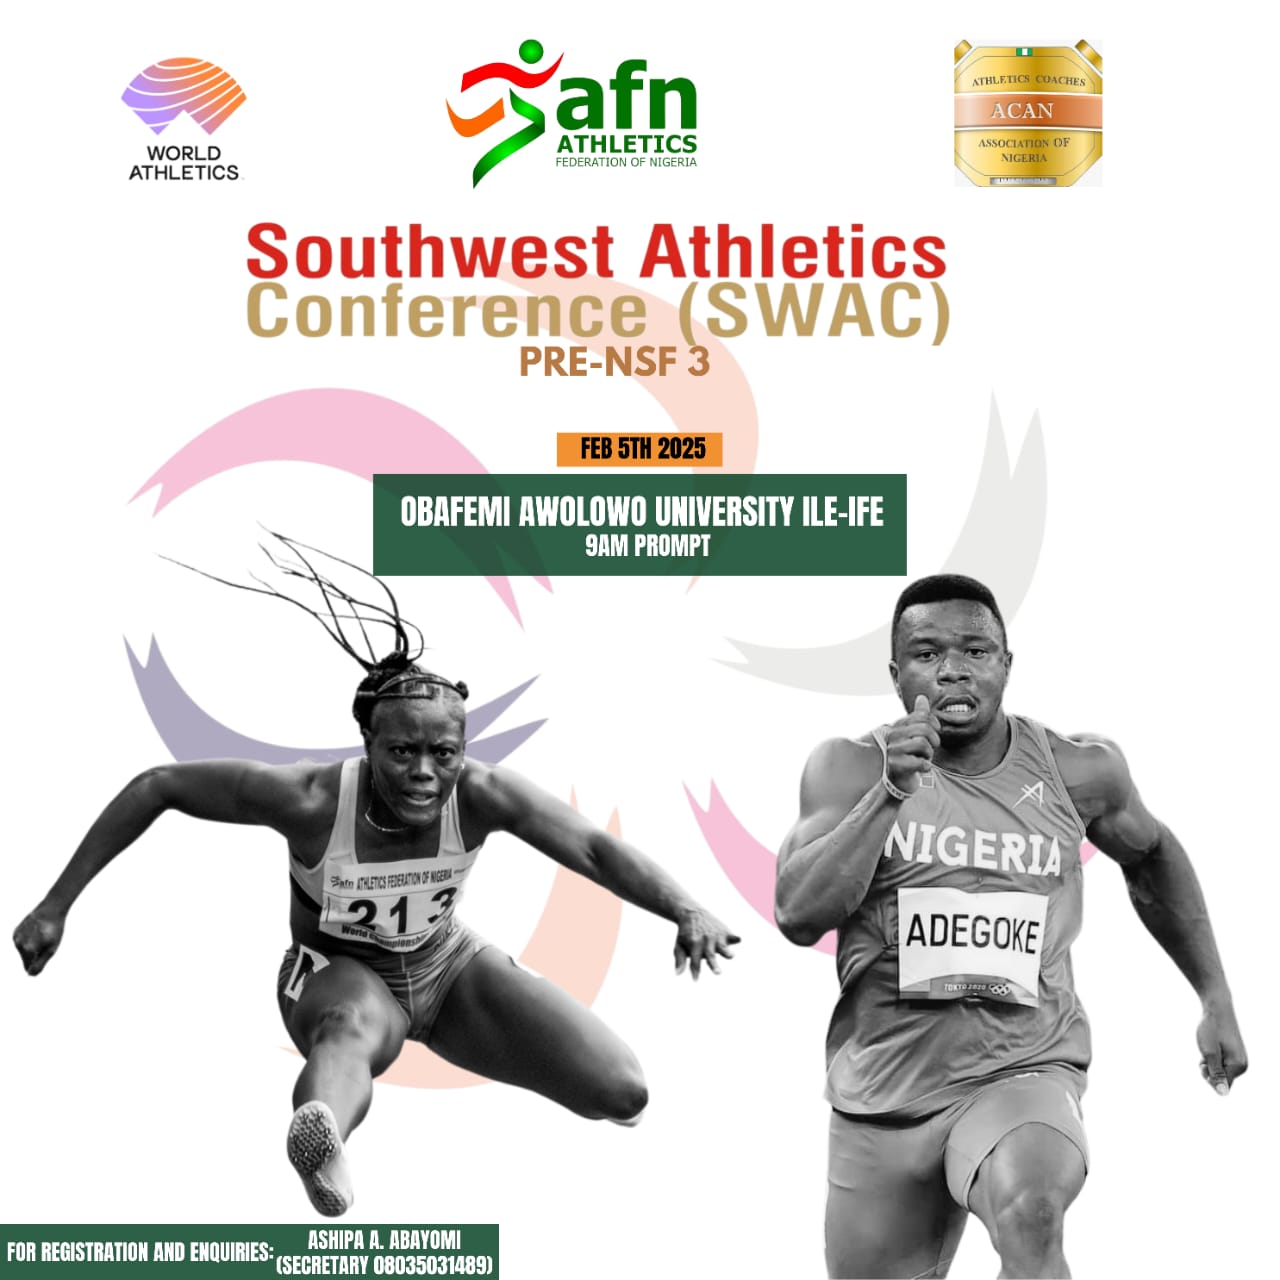 WORLD
ATHLETICS
afn
ATHLETICS
FEDERATION OF NIGERIA
ATHLETICS COACHES
ACAN
ASSOCIATION OF
NIGERIA
Southwest Athletics
Conference (SWAC)
PRE-NSF 3
FEB 5TH 2025
OBAFEMI AWOLOWO UNIVERSITY ILE-IFE
9AM PROMPT
NIGERIA
afn ATHLETICS FEDERATION OF NIGERIA
213
World Championships
ADEGOKE
TOKYO 2020
FOR REGISTRATION AND ENQUIRIES:
ASHIPA A. ABAYOMI
(SECRETARY 08035031489)